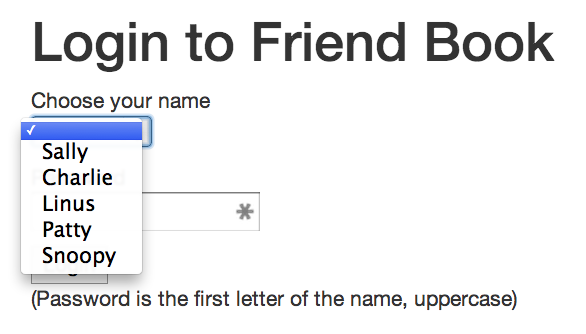 Login to Friend Book
Choose your name
Sally
Charlie
Linus
Patty
Snoopy
(Password is the first letter of the name, uppercase)